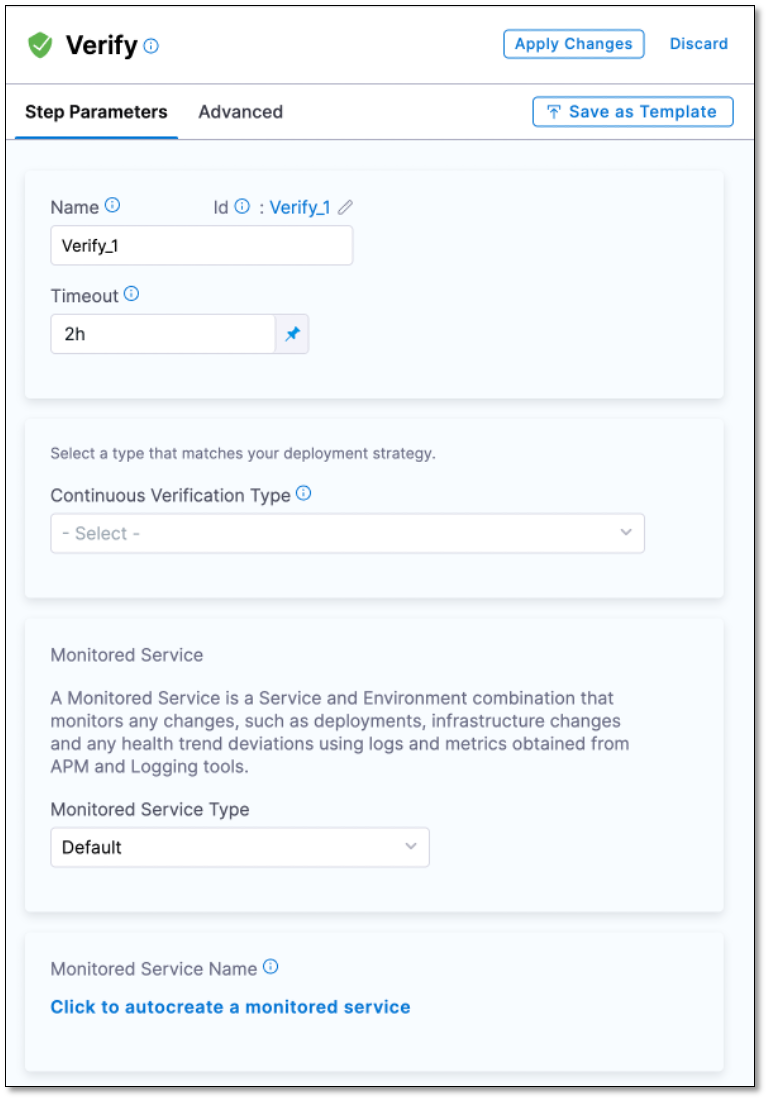 Verify
Apply Changes
Discard
Step Parameters
Advanced
Save as Template
Name
Id : Verify_1
Verify_1
Timeout
2h
Select a type that matches your deployment strategy.
Continuous Verification Type
- Select -
Monitored Service
A Monitored Service is a Service and Environment combination that
monitors any changes, such as deployments, infrastructure changes
and any health trend deviations using logs and metrics obtained from
APM and Logging tools.
Monitored Service Type
Default
Monitored Service Name
Click to autocreate a monitored service